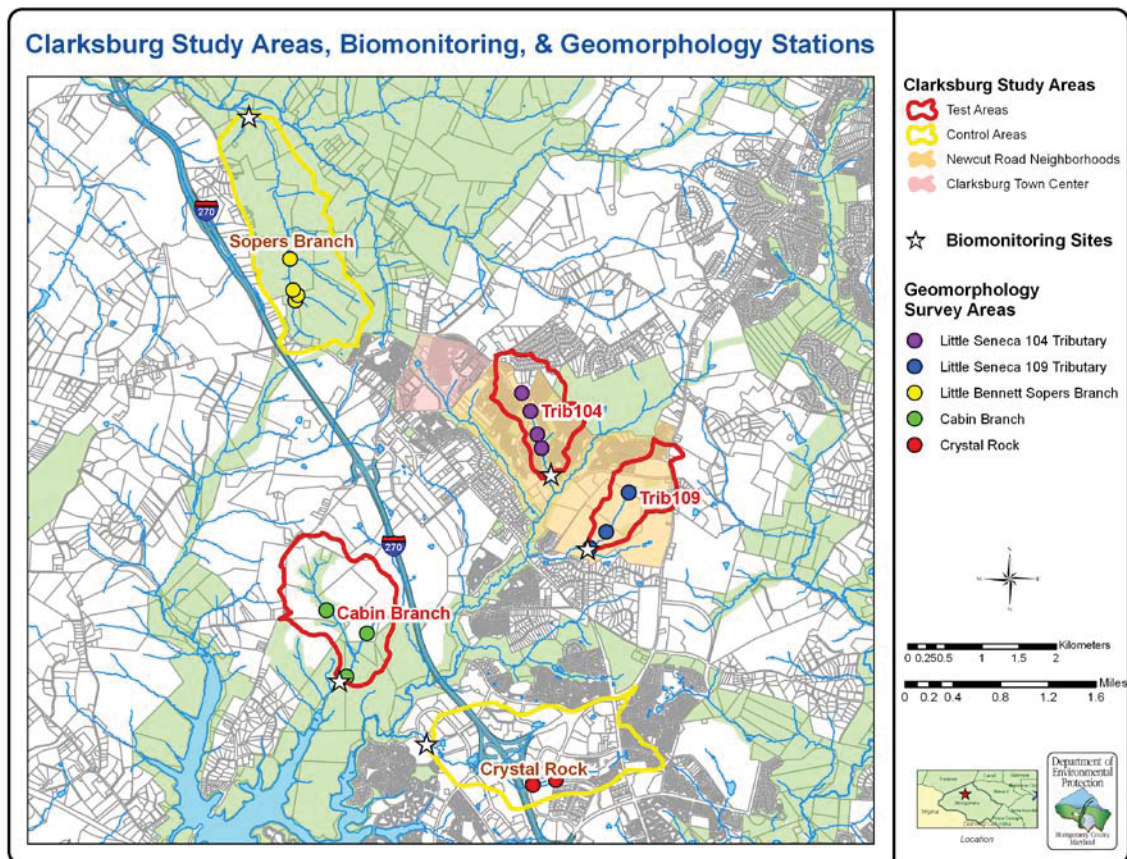 Clarksburg Study Areas, Biomonitoring, & Geomorphology Stations
270
Sopers Branch
Trib104
Trib109
270
Cabin Branch
Crystal Rock
Clarksburg Study Areas
Test Areas
Control Areas
Newcut Road Neighborhoods
Clarksburg Town Center
Biomonitoring Sites
Geomorphology
Survey Areas
Little Seneca 104 Tributary
Little Seneca 109 Tributary
Little Bennett Sopers Branch
Cabin Branch
Crystal Rock
Kilometers
0 0.25 0.5 1 1.5 2
Miles
0 0.2 0.4 0.8 1.2 1.6
Location
Department of
Environmental
Protection
Montgomery County
Maryland